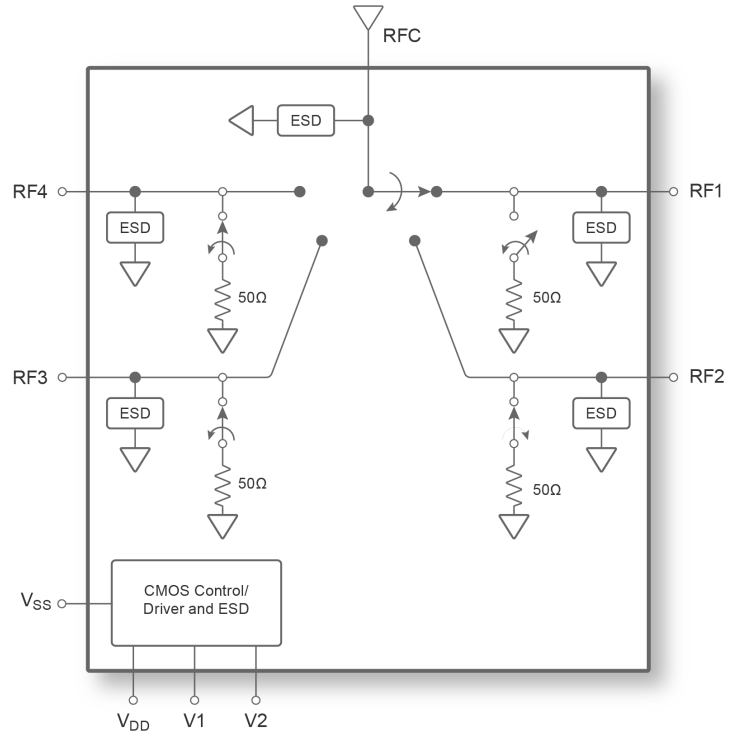 RFC
ESD
RF4
RF1
ESD
ESD
50Ω
50Ω
RF3
RF2
ESD
ESD
50Ω
50Ω
CMOS Control/
Driver and ESD
VSS
VDD
V1
V2